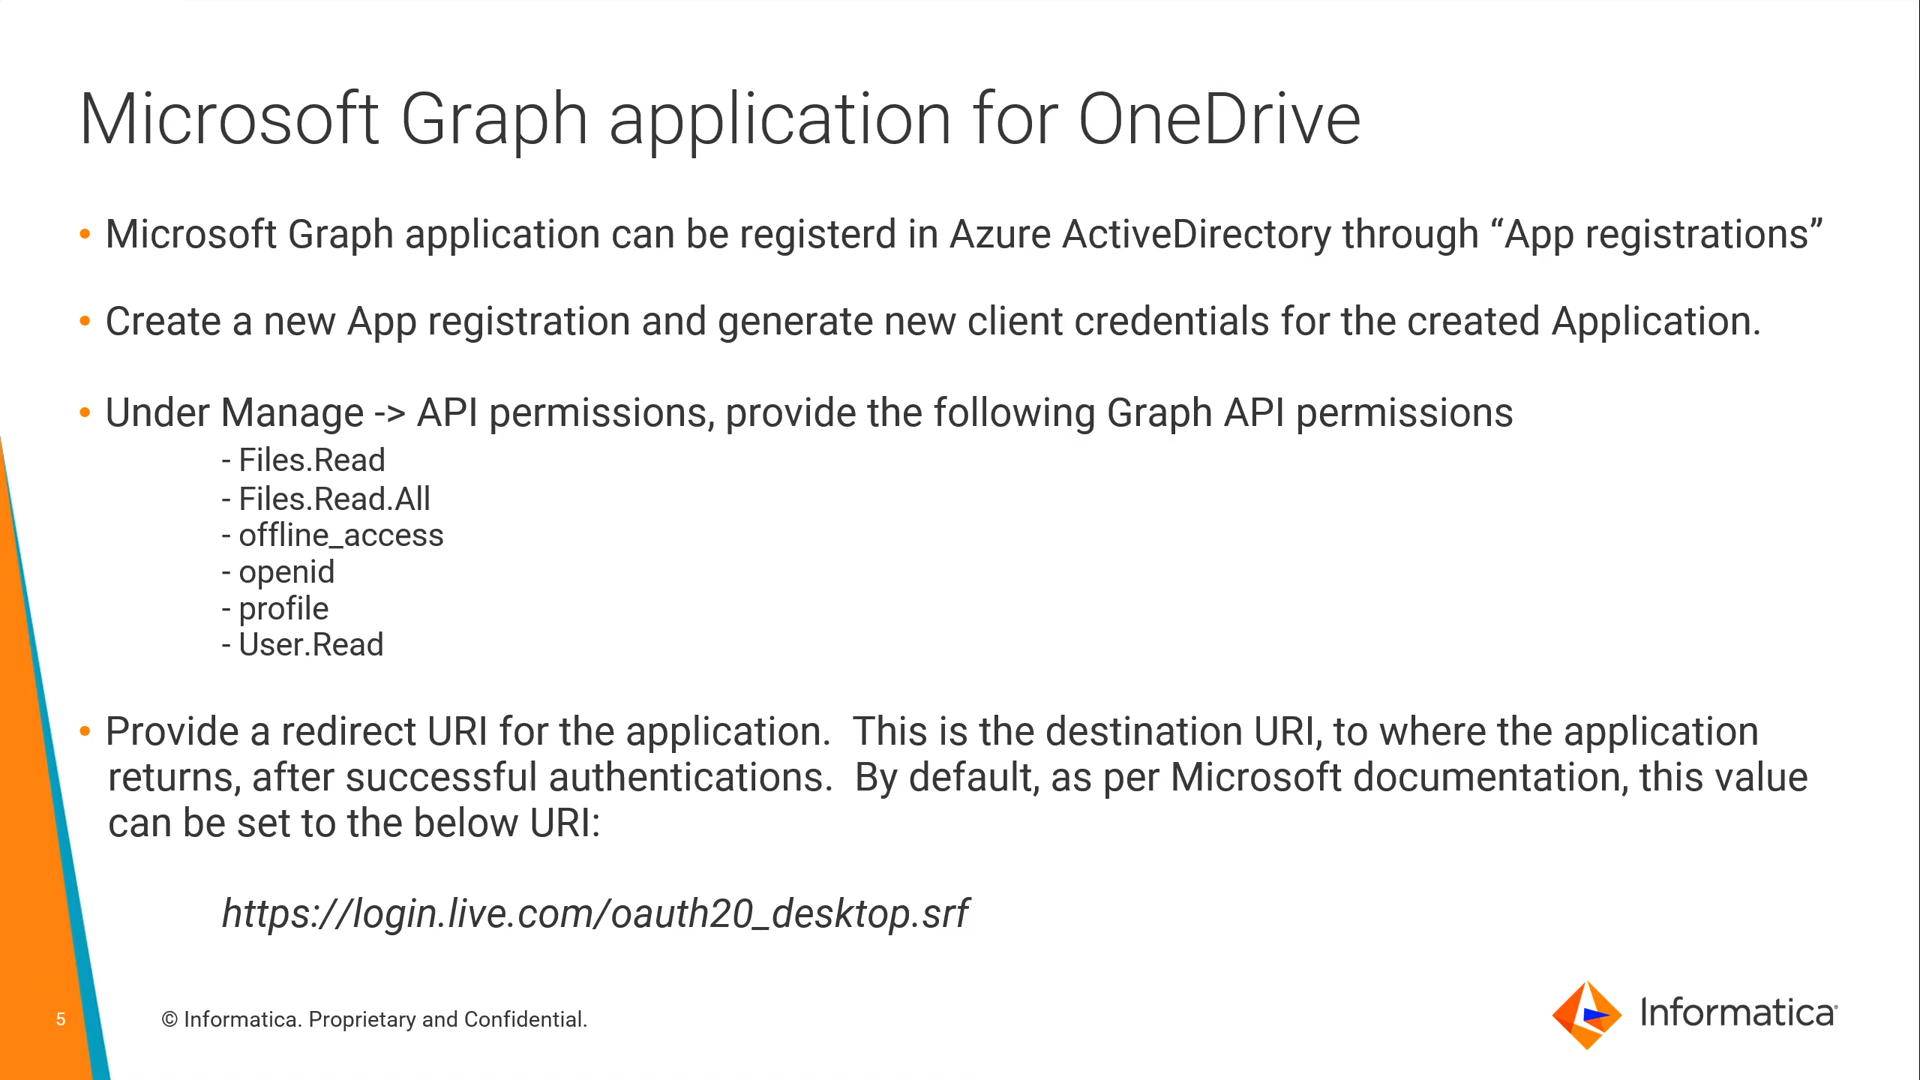 Microsoft Graph application for OneDrive
• Microsoft Graph application can be registerd in Azure ActiveDirectory through “App registrations”
• Create a new App registration and generate new client credentials for the created Application.
• Under Manage -> API permissions, provide the following Graph API permissions
- Files.Read
- Files.Read.All
- offline_access
- openid
- profile
- User.Read
• Provide a redirect URI for the application.  This is the destination URI, to where the application
returns, after successful authentications.  By default, as per Microsoft documentation, this value
can be set to the below URI:
https://login.live.com/oauth20_desktop.srf
5
© Informatica. Proprietary and Confidential.
Informatica